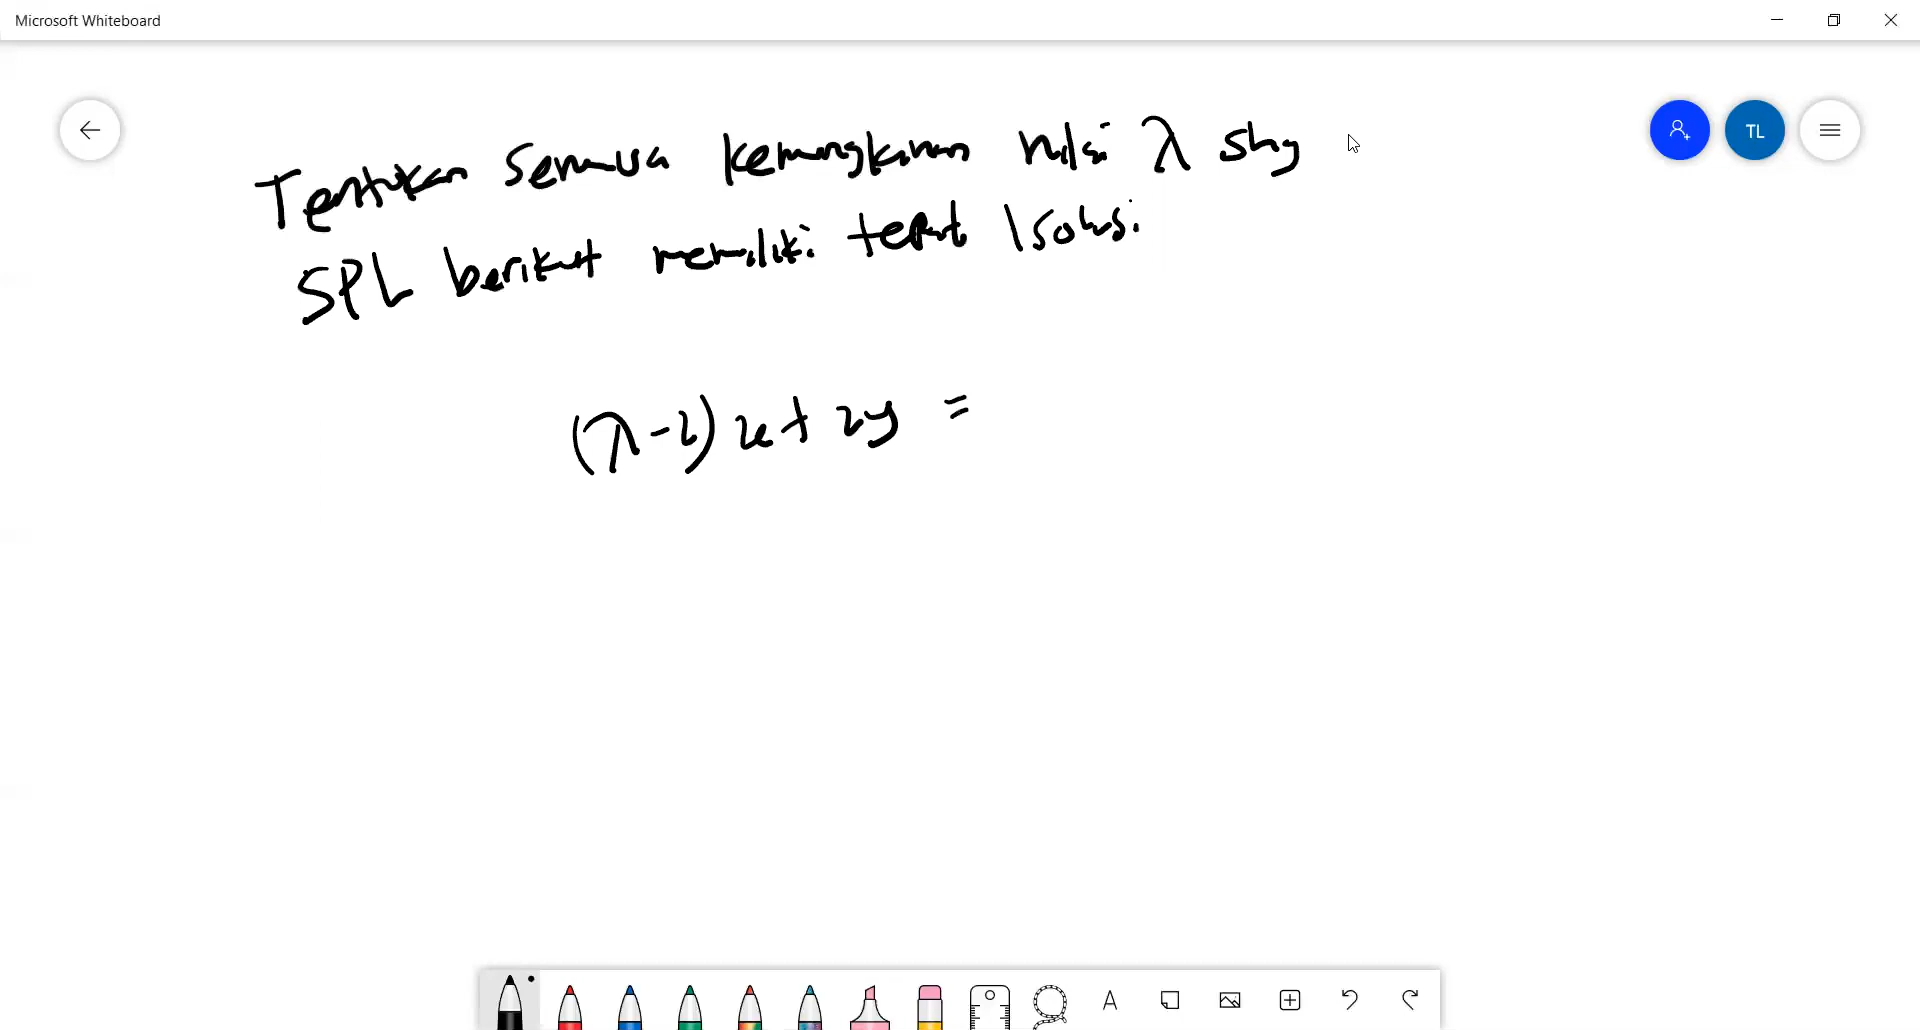 Microsoft Whiteboard
TL
Tentukan semua kemungkinan nilai λ shg
SPL berikut memiliki tepat 1 solusi
(λ-2)x+2y =
A